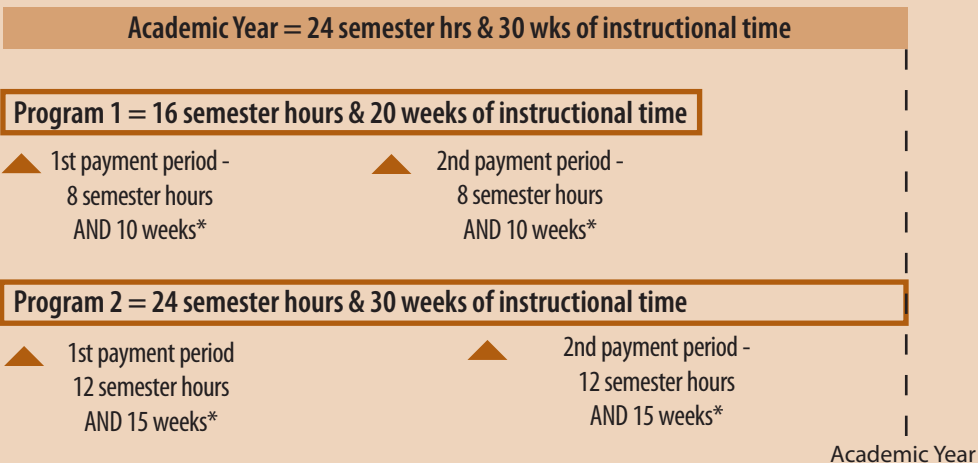 Academic Year = 24 semester hrs & 30 wks of instructional time
Program 1 = 16 semester hours & 20 weeks of instructional time
1st payment period -
8 semester hours
AND 10 weeks*
2nd payment period -
8 semester hours
AND 10 weeks*
Program 2 = 24 semester hours & 30 weeks of instructional time
1st payment period
12 semester hours
AND 15 weeks*
2nd payment period -
12 semester hours
AND 15 weeks*
Academic Year